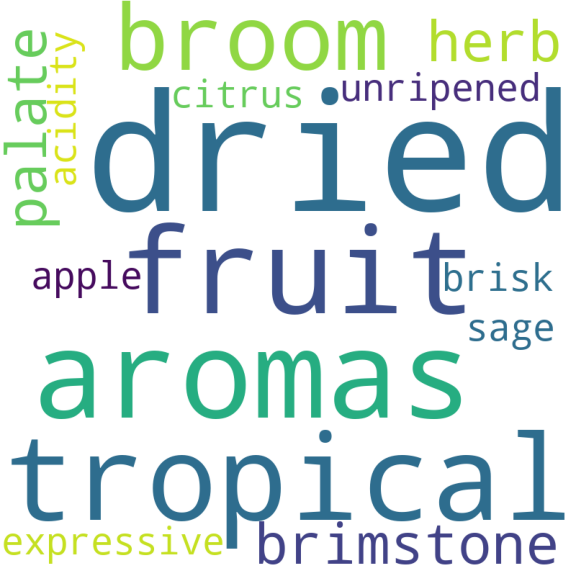 broom
herb
palate
acidity
citrus
unripened
dried
fruit
apple
brisk
sage
aromas
tropical
expressive
brimstone